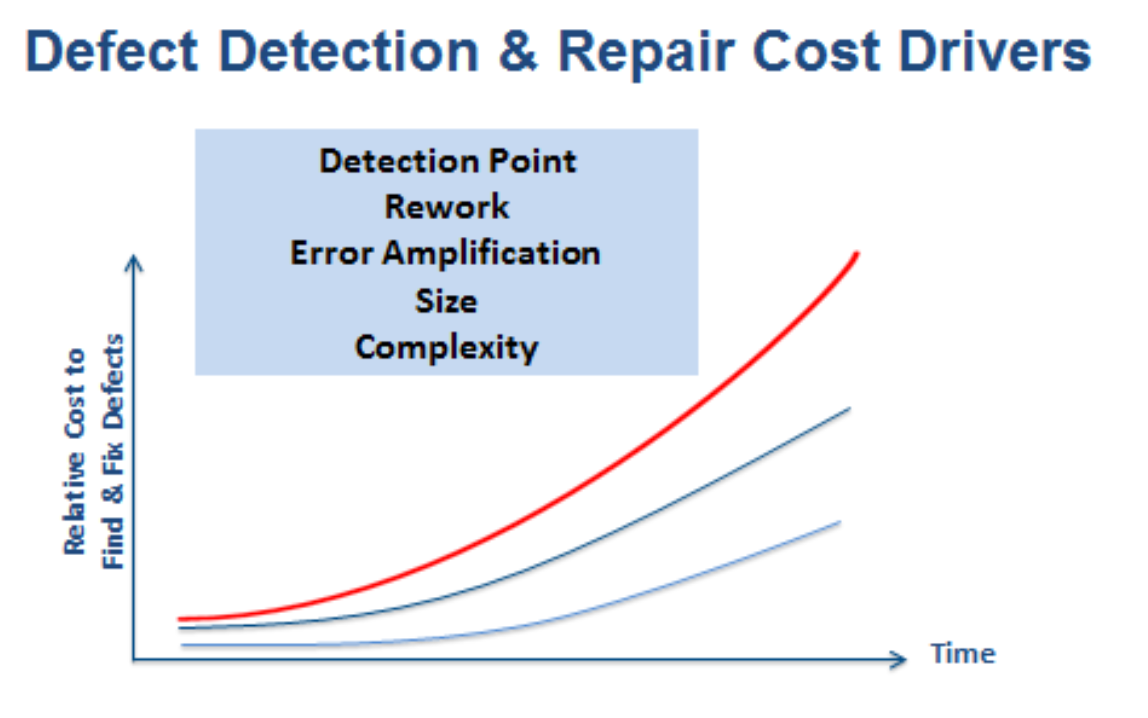 Defect Detection & Repair Cost Drivers
Detection Point
Rework
Error Amplification
Size
Complexity
Relative Cost to
Find & Fix Defects
Time